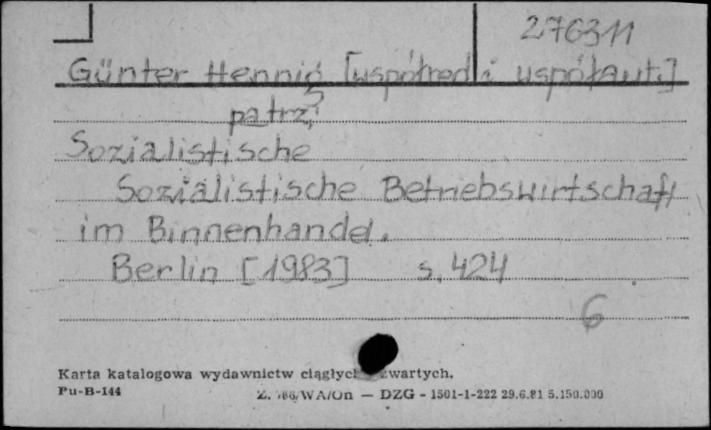 276311
Günter Hennig [współred i współaut.]
patrz:
Sozialistische
Sozialistische Betriebswirtschaft
im Binnenhandel.
Berlin [1983] s. 424
6
Karta katalogowa wydawnictw ciągłych zwartych.
Pu-B-144 WA/On — DZG - 1501-1-222 29.6.81 5.150.000